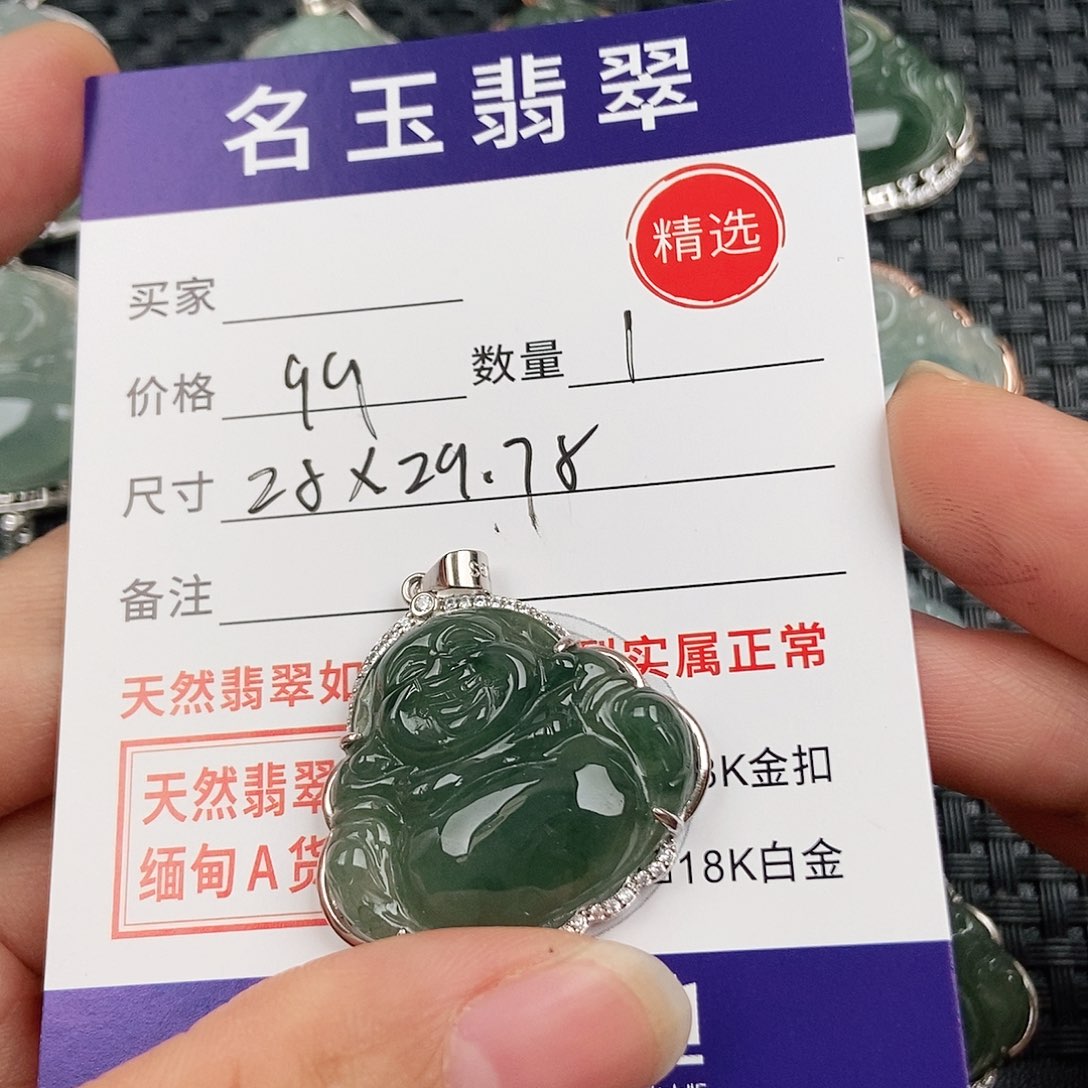 名玉翡翠
精选
买家
价格 99 数量 1
尺寸 28×29.78
备注
天然翡翠如 实属正常
天然翡翠
缅甸A货
K金扣
18K白金